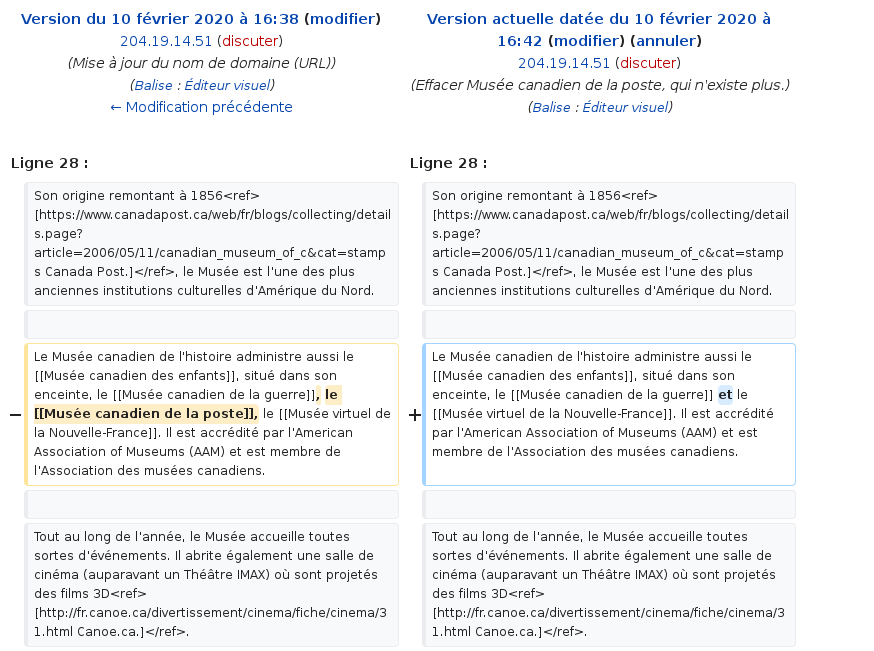 Version du 10 février 2020 à 16:38 (modifier)
204.19.14.51 (discuter)
(Mise à jour du nom de domaine (URL))
(Balise : Éditeur visuel)
← Modification précédente
Version actuelle datée du 10 février 2020 à
16:42 (modifier) (annuler)
204.19.14.51 (discuter)
(Effacer Musée canadien de la poste, qui n'existe plus.)
(Balise : Éditeur visuel)
Ligne 28 :
Son origine remontant à 1856<ref>
[https://www.canadapost.ca/web/fr/blogs/collecting/detail
s.page?
article=2006/05/11/canadian_museum_of_c&cat=stamp
s Canada Post.]</ref>, le Musée est l'une des plus
anciennes institutions culturelles d'Amérique du Nord.
−
Le Musée canadien de l'histoire administre aussi le
[[Musée canadien des enfants]], situé dans son
enceinte, le [[Musée canadien de la guerre]], le
[[Musée canadien de la poste]], le [[Musée virtuel de
la Nouvelle-France]]. Il est accrédité par l'American
Association of Museums (AAM) et est membre de
l'Association des musées canadiens.
Tout au long de l'année, le Musée accueille toutes
sortes d'événements. Il abrite également une salle de
cinéma (auparavant un Théâtre IMAX) où sont projetés
des films 3D<ref>
[http://fr.canoe.ca/divertissement/cinema/fiche/cinema/3
1.html Canoe.ca.]</ref>.
Ligne 28 :
Son origine remontant à 1856<ref>
[https://www.canadapost.ca/web/fr/blogs/collecting/detail
s.page?
article=2006/05/11/canadian_museum_of_c&cat=stamp
s Canada Post.]</ref>, le Musée est l'une des plus
anciennes institutions culturelles d'Amérique du Nord.
+
Le Musée canadien de l'histoire administre aussi le
[[Musée canadien des enfants]], situé dans son
enceinte, le [[Musée canadien de la guerre]] et le
[[Musée virtuel de la Nouvelle-France]]. Il est accrédité
par l'American Association of Museums (AAM) et est
membre de l'Association des musées canadiens.
Tout au long de l'année, le Musée accueille toutes
sortes d'événements. Il abrite également une salle de
cinéma (auparavant un Théâtre IMAX) où sont projetés
des films 3D<ref>
[http://fr.canoe.ca/divertissement/cinema/fiche/cinema/3
1.html Canoe.ca.]</ref>.